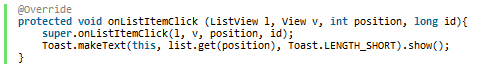 @Override
protected void onListItemClick (ListView l, View v, int position, long id){
super.onListItemClick(l, v, position, id);
Toast.makeText(this, list.get(position), Toast.LENGTH_SHORT).show();
}